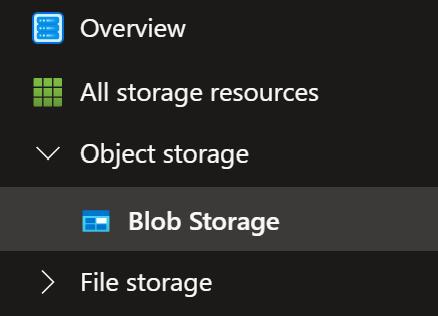 Overview
All storage resources
Object storage
Blob Storage
File storage